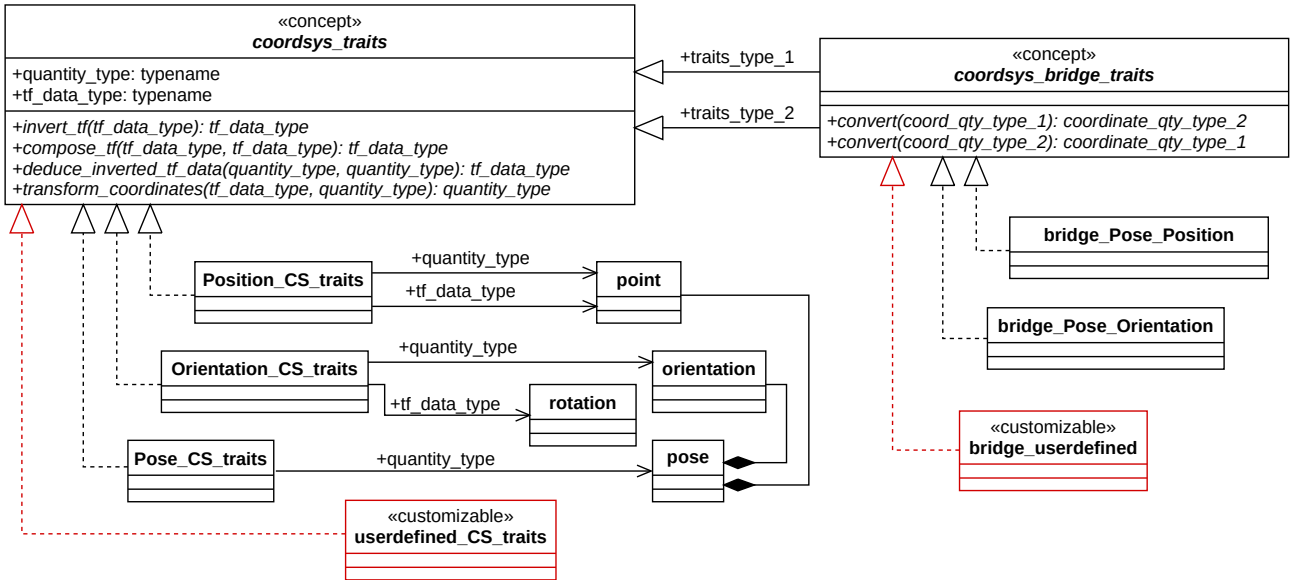 «concept»
coordsys_traits
+quantity_type: typename
+tf_data_type: typename
+invert_tf(tf_data_type): tf_data_type
+compose_tf(tf_data_type, tf_data_type): tf_data_type
+deduce_inverted_tf_data(quantity_type, quantity_type): tf_data_type
+transform_coordinates(tf_data_type, quantity_type): quantity_type
+traits_type_1
+traits_type_2
«concept»
coordsys_bridge_traits
+convert(coord_qty_type_1): coordinate_qty_type_2
+convert(coord_qty_type_2): coordinate_qty_type_1
Position_CS_traits
+quantity_type
+tf_data_type
point
bridge_Pose_Position
Orientation_CS_traits
+quantity_type
+tf_data_type
orientation
rotation
bridge_Pose_Orientation
Pose_CS_traits
+quantity_type
pose
«customizable»
bridge_userdefined
«customizable»
userdefined_CS_traits